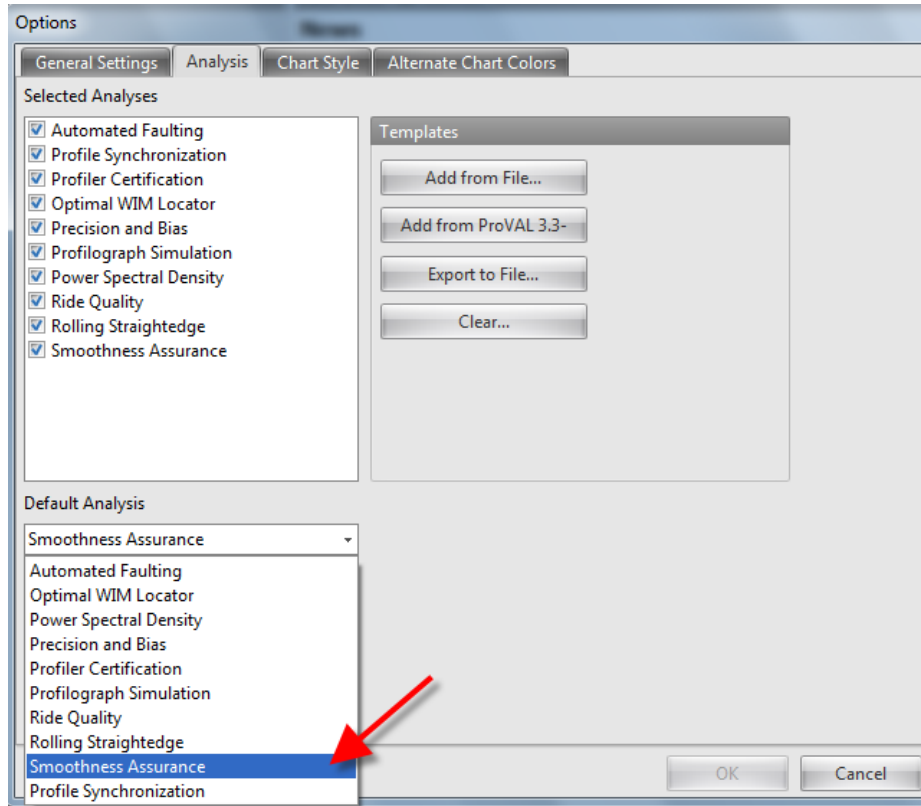 Options
General Settings
Analysis
Chart Style
Alternate Chart Colors
Selected Analyses
Automated Faulting
Profile Synchronization
Profiler Certification
Optimal WIM Locator
Precision and Bias
Profilograph Simulation
Power Spectral Density
Ride Quality
Rolling Straightedge
Smoothness Assurance
Templates
Add from File...
Add from ProVAL 3.3-
Export to File...
Clear...
Default Analysis
Smoothness Assurance
Automated Faulting
Optimal WIM Locator
Power Spectral Density
Precision and Bias
Profiler Certification
Profilograph Simulation
Ride Quality
Rolling Straightedge
Smoothness Assurance
Profile Synchronization
OK
Cancel